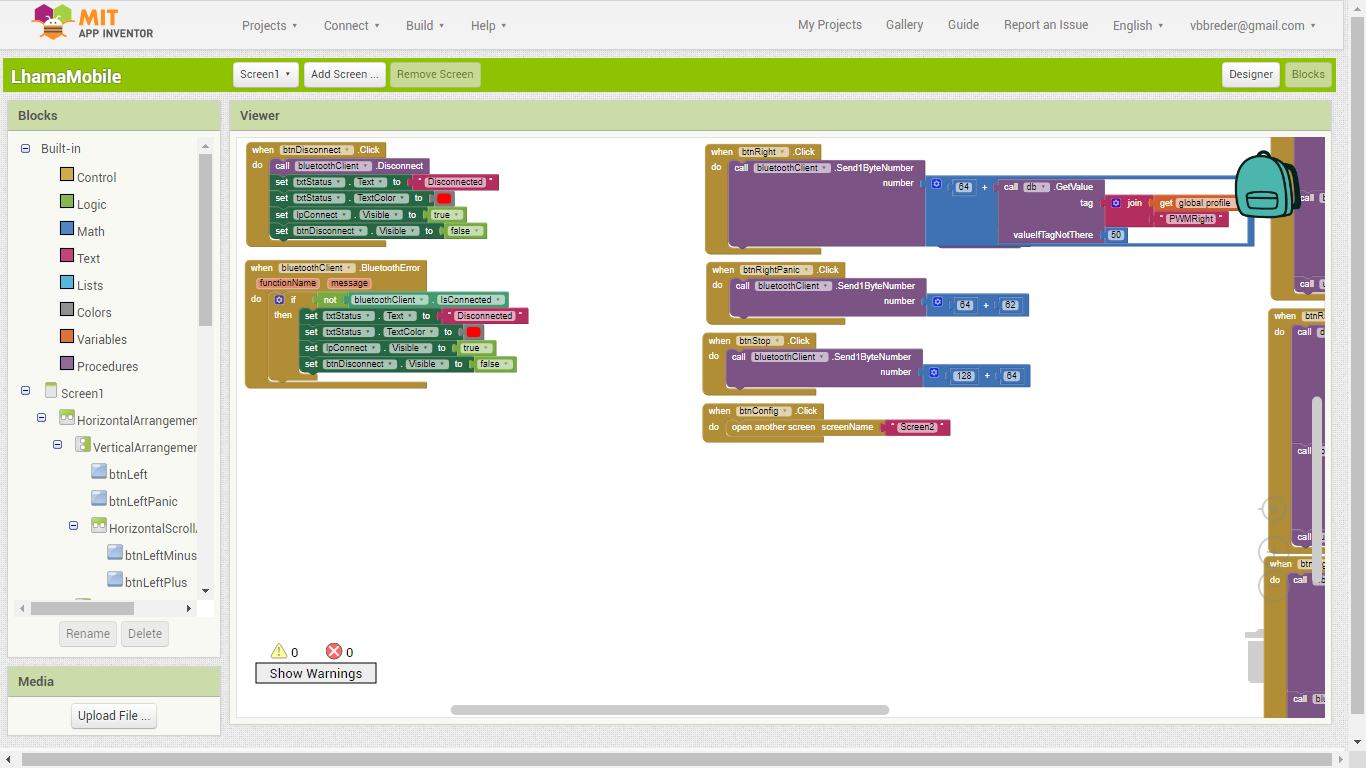 MIT
APP INVENTOR
Projects
Connect
Build
Help
My Projects
Gallery
Guide
Report an Issue
English
vbbreder@gmail.com
LhamaMobile
Screen1
Add Screen ...
Remove Screen
Designer
Blocks
Blocks
Built-in
Control
Logic
Math
Text
Lists
Colors
Variables
Procedures
Screen1
HorizontalArrangemen
VerticalArrangemen
btnLeft
btnLeftPanic
HorizontalScroll
btnLeftMinus
btnLeftPlus
Rename
Delete
Media
Upload File ...
Viewer
when btnDisconnect .Click
do call bluetoothClient .Disconnect
set txtStatus . Text to " Disconnected "
set txtStatus . TextColor to
set lpConnect . Visible to true
set btnDisconnect . Visible to false
when bluetoothClient .BluetoothError
functionName message
do if not bluetoothClient . IsConnected
then set txtStatus . Text to " Disconnected "
set txtStatus . TextColor to
set lpConnect . Visible to true
set btnDisconnect . Visible to false
when btnRight .Click
do call bluetoothClient .Send1ByteNumber
number 64 + call db .GetValue
tag join get global profile
" PWMRight "
valueIfTagNotThere 50
when btnRightPanic .Click
do call bluetoothClient .Send1ByteNumber
number 64 + 62
when btnStop .Click
do call bluetoothClient .Send1ByteNumber
number 128 + 64
when btnConfig .Click
do open another screen screenName " Screen2 "
call
when
do call
call
call
when
do call
call
0
0
Show Warnings